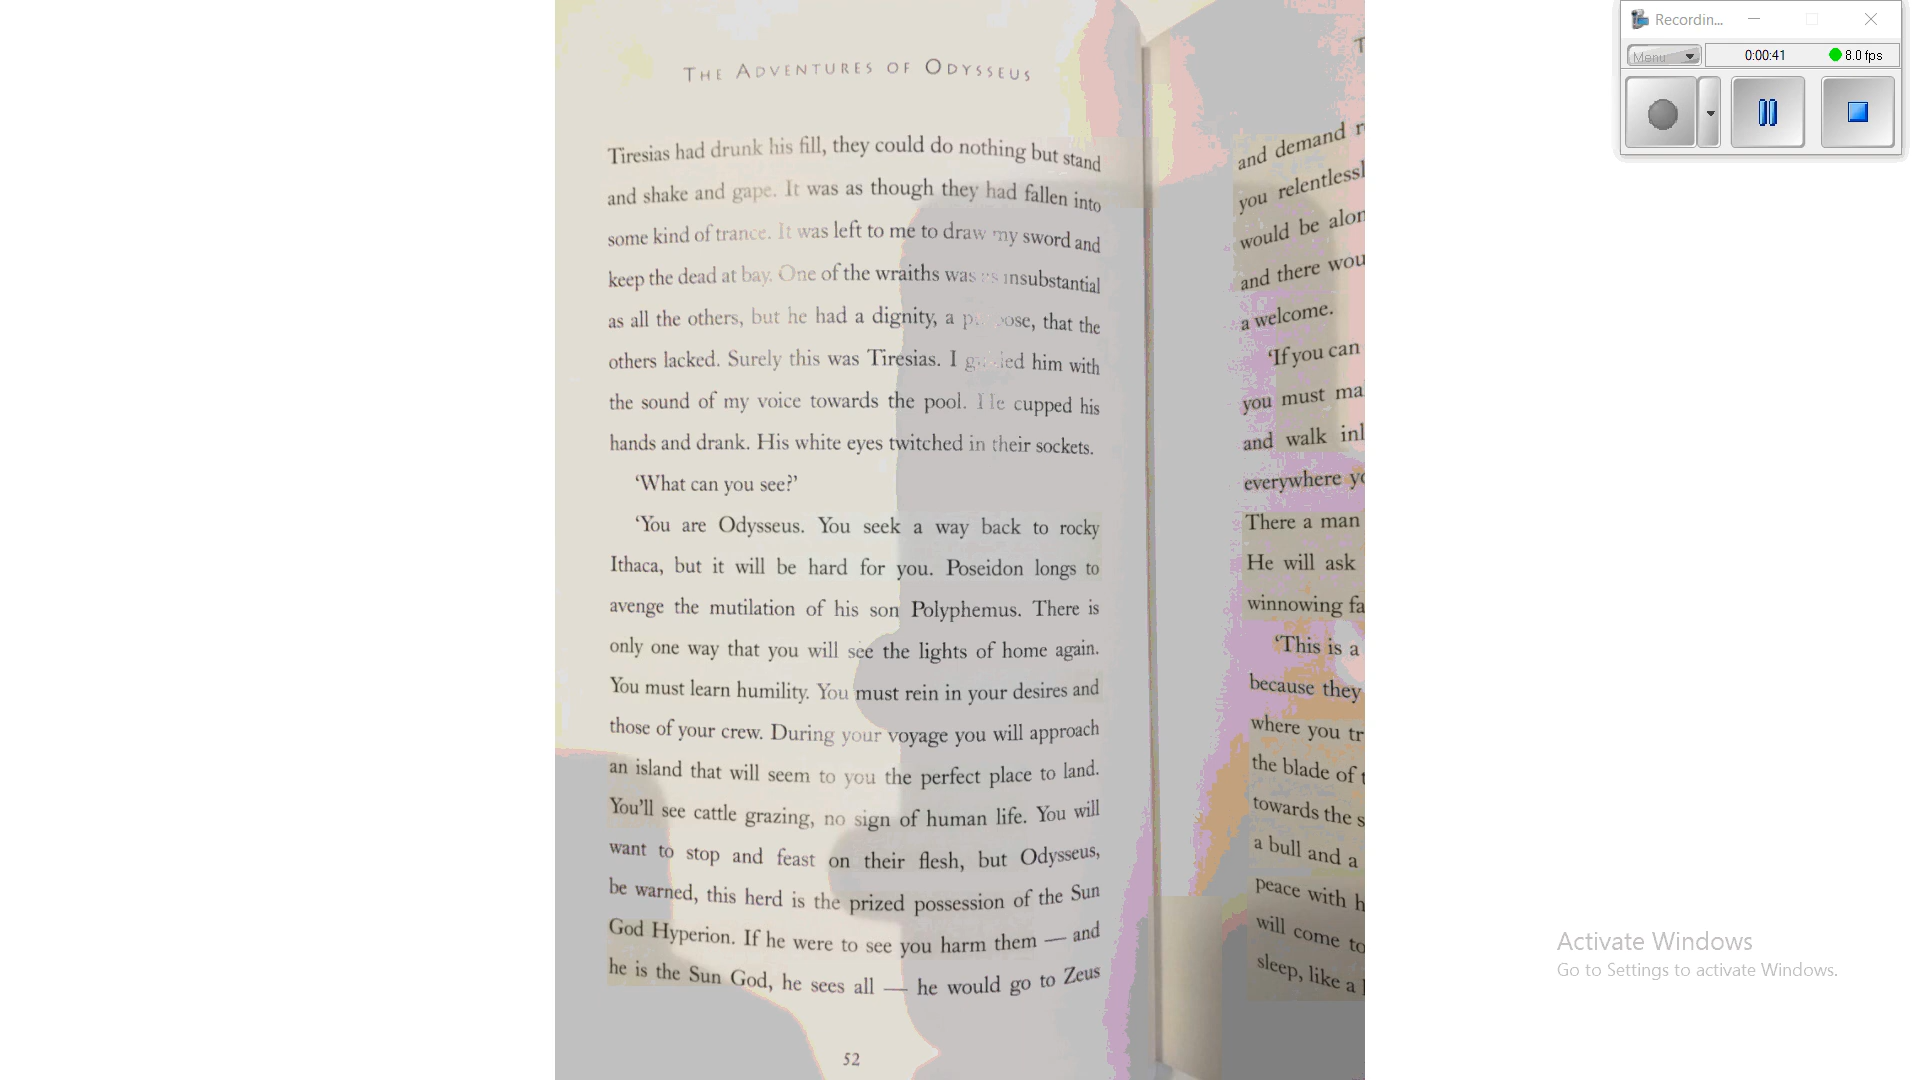 THE ADVENTURES OF ODYSSEUS
Tiresias had drunk his fill, they could do nothing but stand
and shake and gape. It was as though they had fallen into
some kind of trance. It was left to me to draw my sword and
keep the dead at bay. One of the wraiths was as insubstantial
as all the others, but he had a dignity, a purpose, that the
others lacked. Surely this was Tiresias. I guided him with
the sound of my voice towards the pool. He cupped his
hands and drank. His white eyes twitched in their sockets.
‘What can you see?’
‘You are Odysseus. You seek a way back to rocky
Ithaca, but it will be hard for you. Poseidon longs to
avenge the mutilation of his son Polyphemus. There is
only one way that you will see the lights of home again.
You must learn humility. You must rein in your desires and
those of your crew. During your voyage you will approach
an island that will seem to you the perfect place to land.
You’ll see cattle grazing, no sign of human life. You will
want to stop and feast on their flesh, but Odysseus,
be warned, this herd is the prized possession of the Sun
God Hyperion. If he were to see you harm them — and
he is the Sun God, he sees all — he would go to Zeus
52
and demand
you
would be
and there
a welcome.
‘If you can
you must
and walk
everywhere
There a man
He will ask
winnowing
‘This is a
because they
where you
the blade of
towards the
a bull and a
peace with
will come to
sleep, like a
Recordin...
Menu
0:00:41
8.0 fps
Activate Windows
Go to Settings to activate Windows.